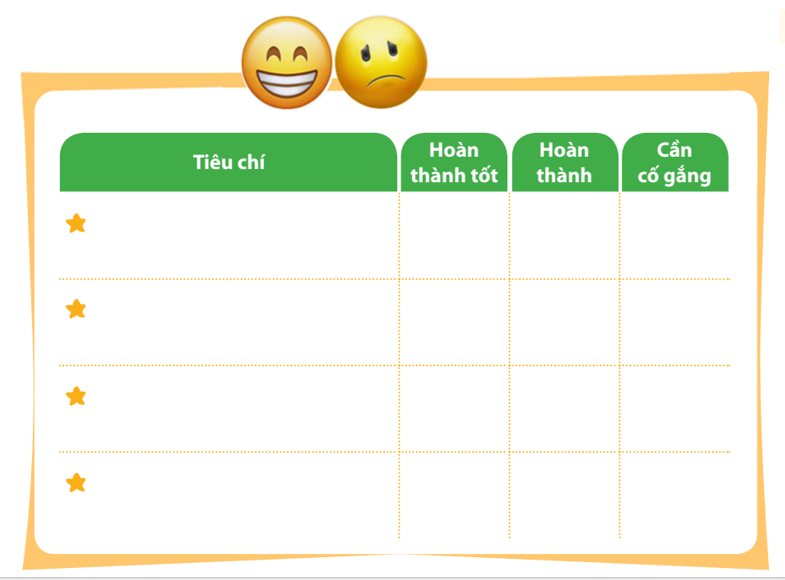 Tiêu chí
Hoàn
thành tốt
Hoàn
thành
Cần
cố gắng